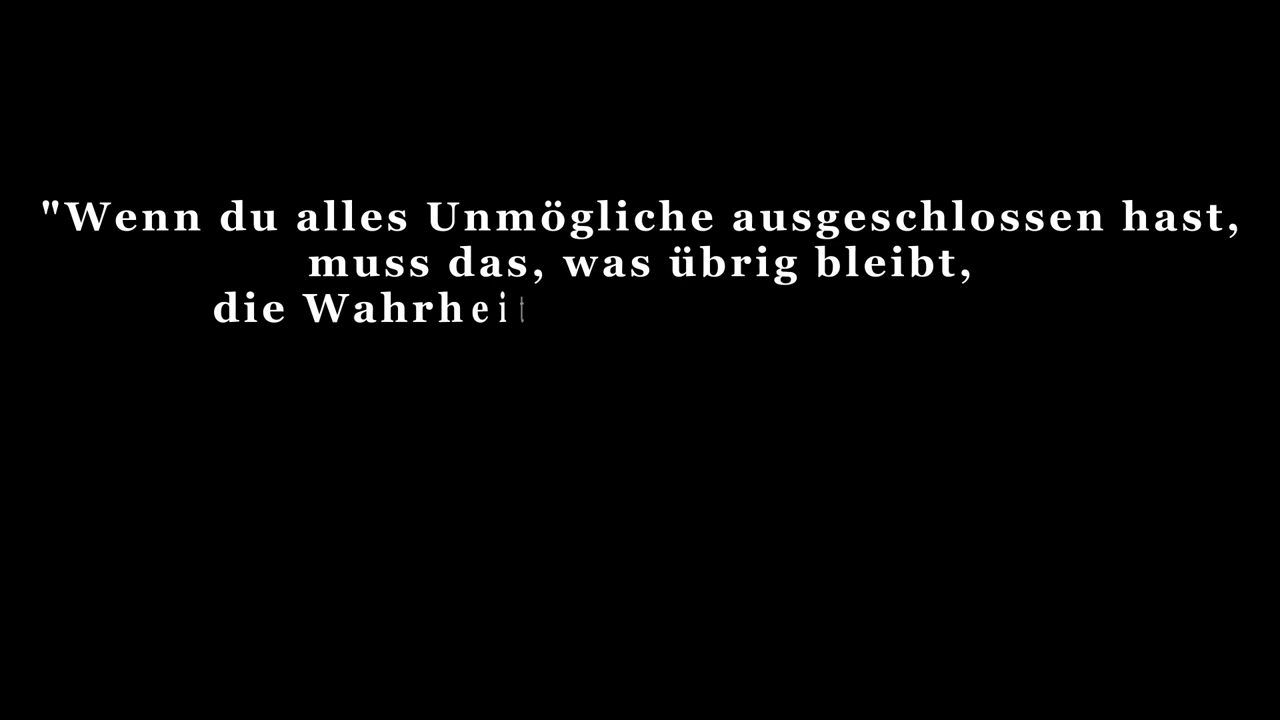 "Wenn du alles Unmögliche ausgeschlossen hast,
muss das, was übrig bleibt,
die Wahrheit